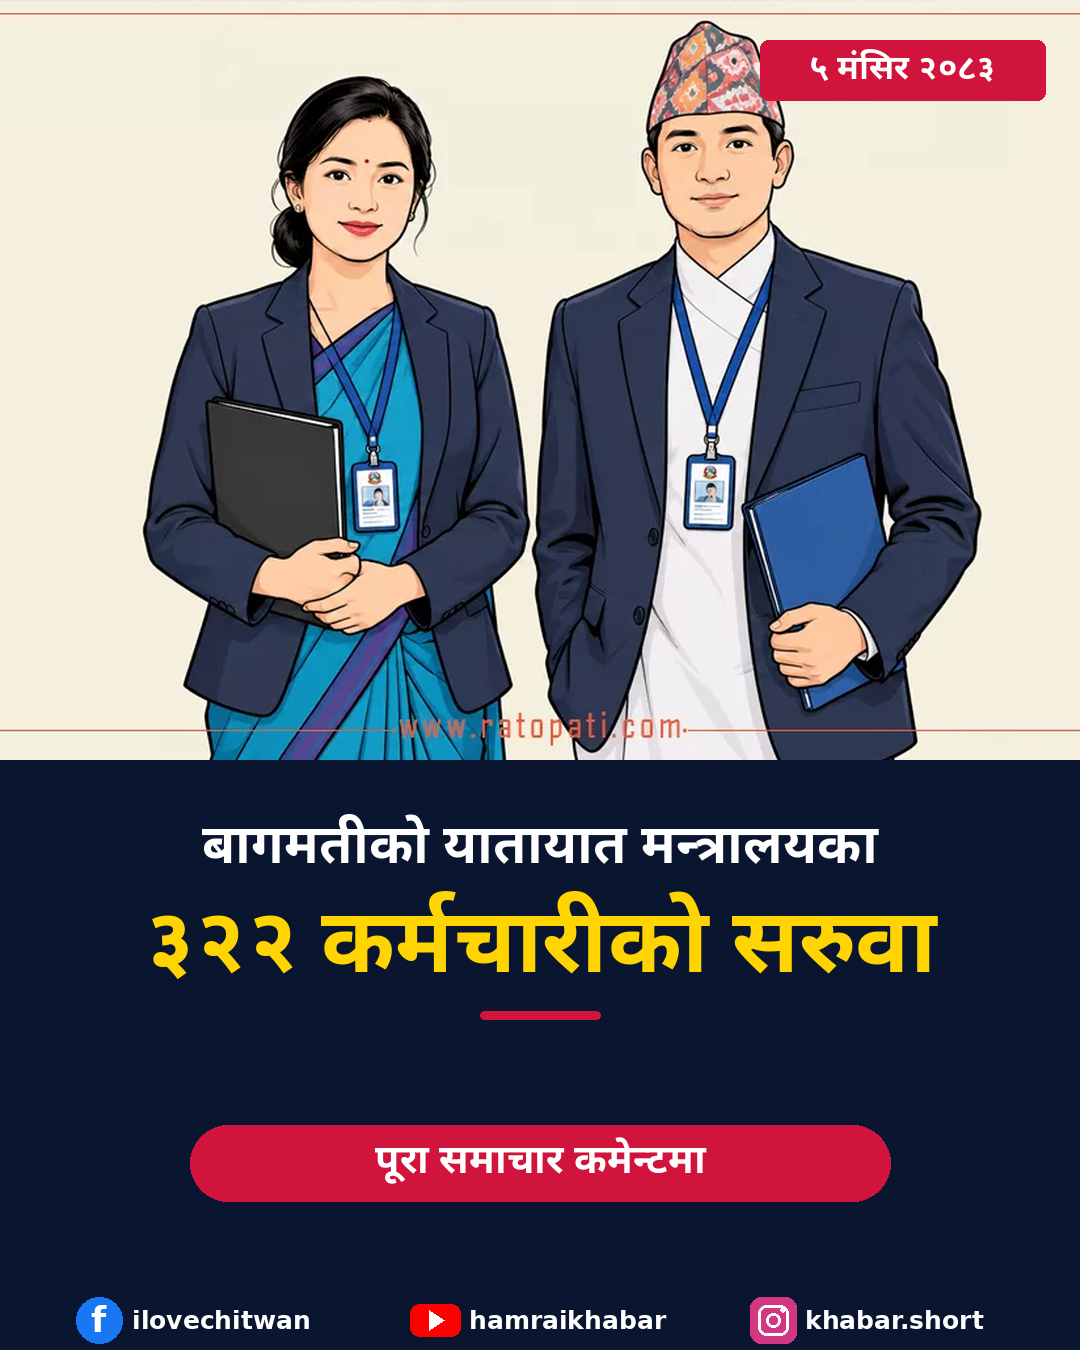 ५ मंसिर २०८३
www.ratopati.com
बागमतीको यातायात मन्त्रालयका
३२२ कर्मचारीको सरुवा
पूरा समाचार कमेन्टमा
ilovechitwan
hamraikhabar
khabar.short